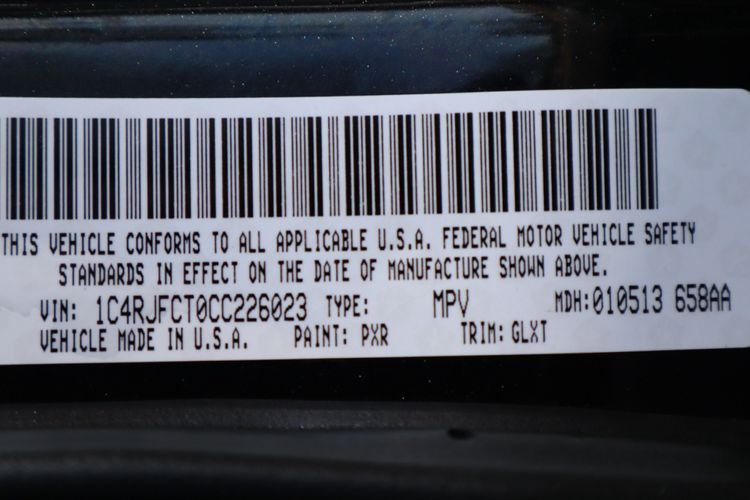 THIS VEHICLE CONFORMS TO ALL APPLICABLE U.S.A. FEDERAL MOTOR VEHICLE SAFETY
STANDARDS IN EFFECT ON THE DATE OF MANUFACTURE SHOWN ABOVE.
VIN: 1C4RJFCT0CC226023 TYPE: MPV MDH:010513 658AA
VEHICLE MADE IN U.S.A. PAINT: PXR TRIM: GLXT